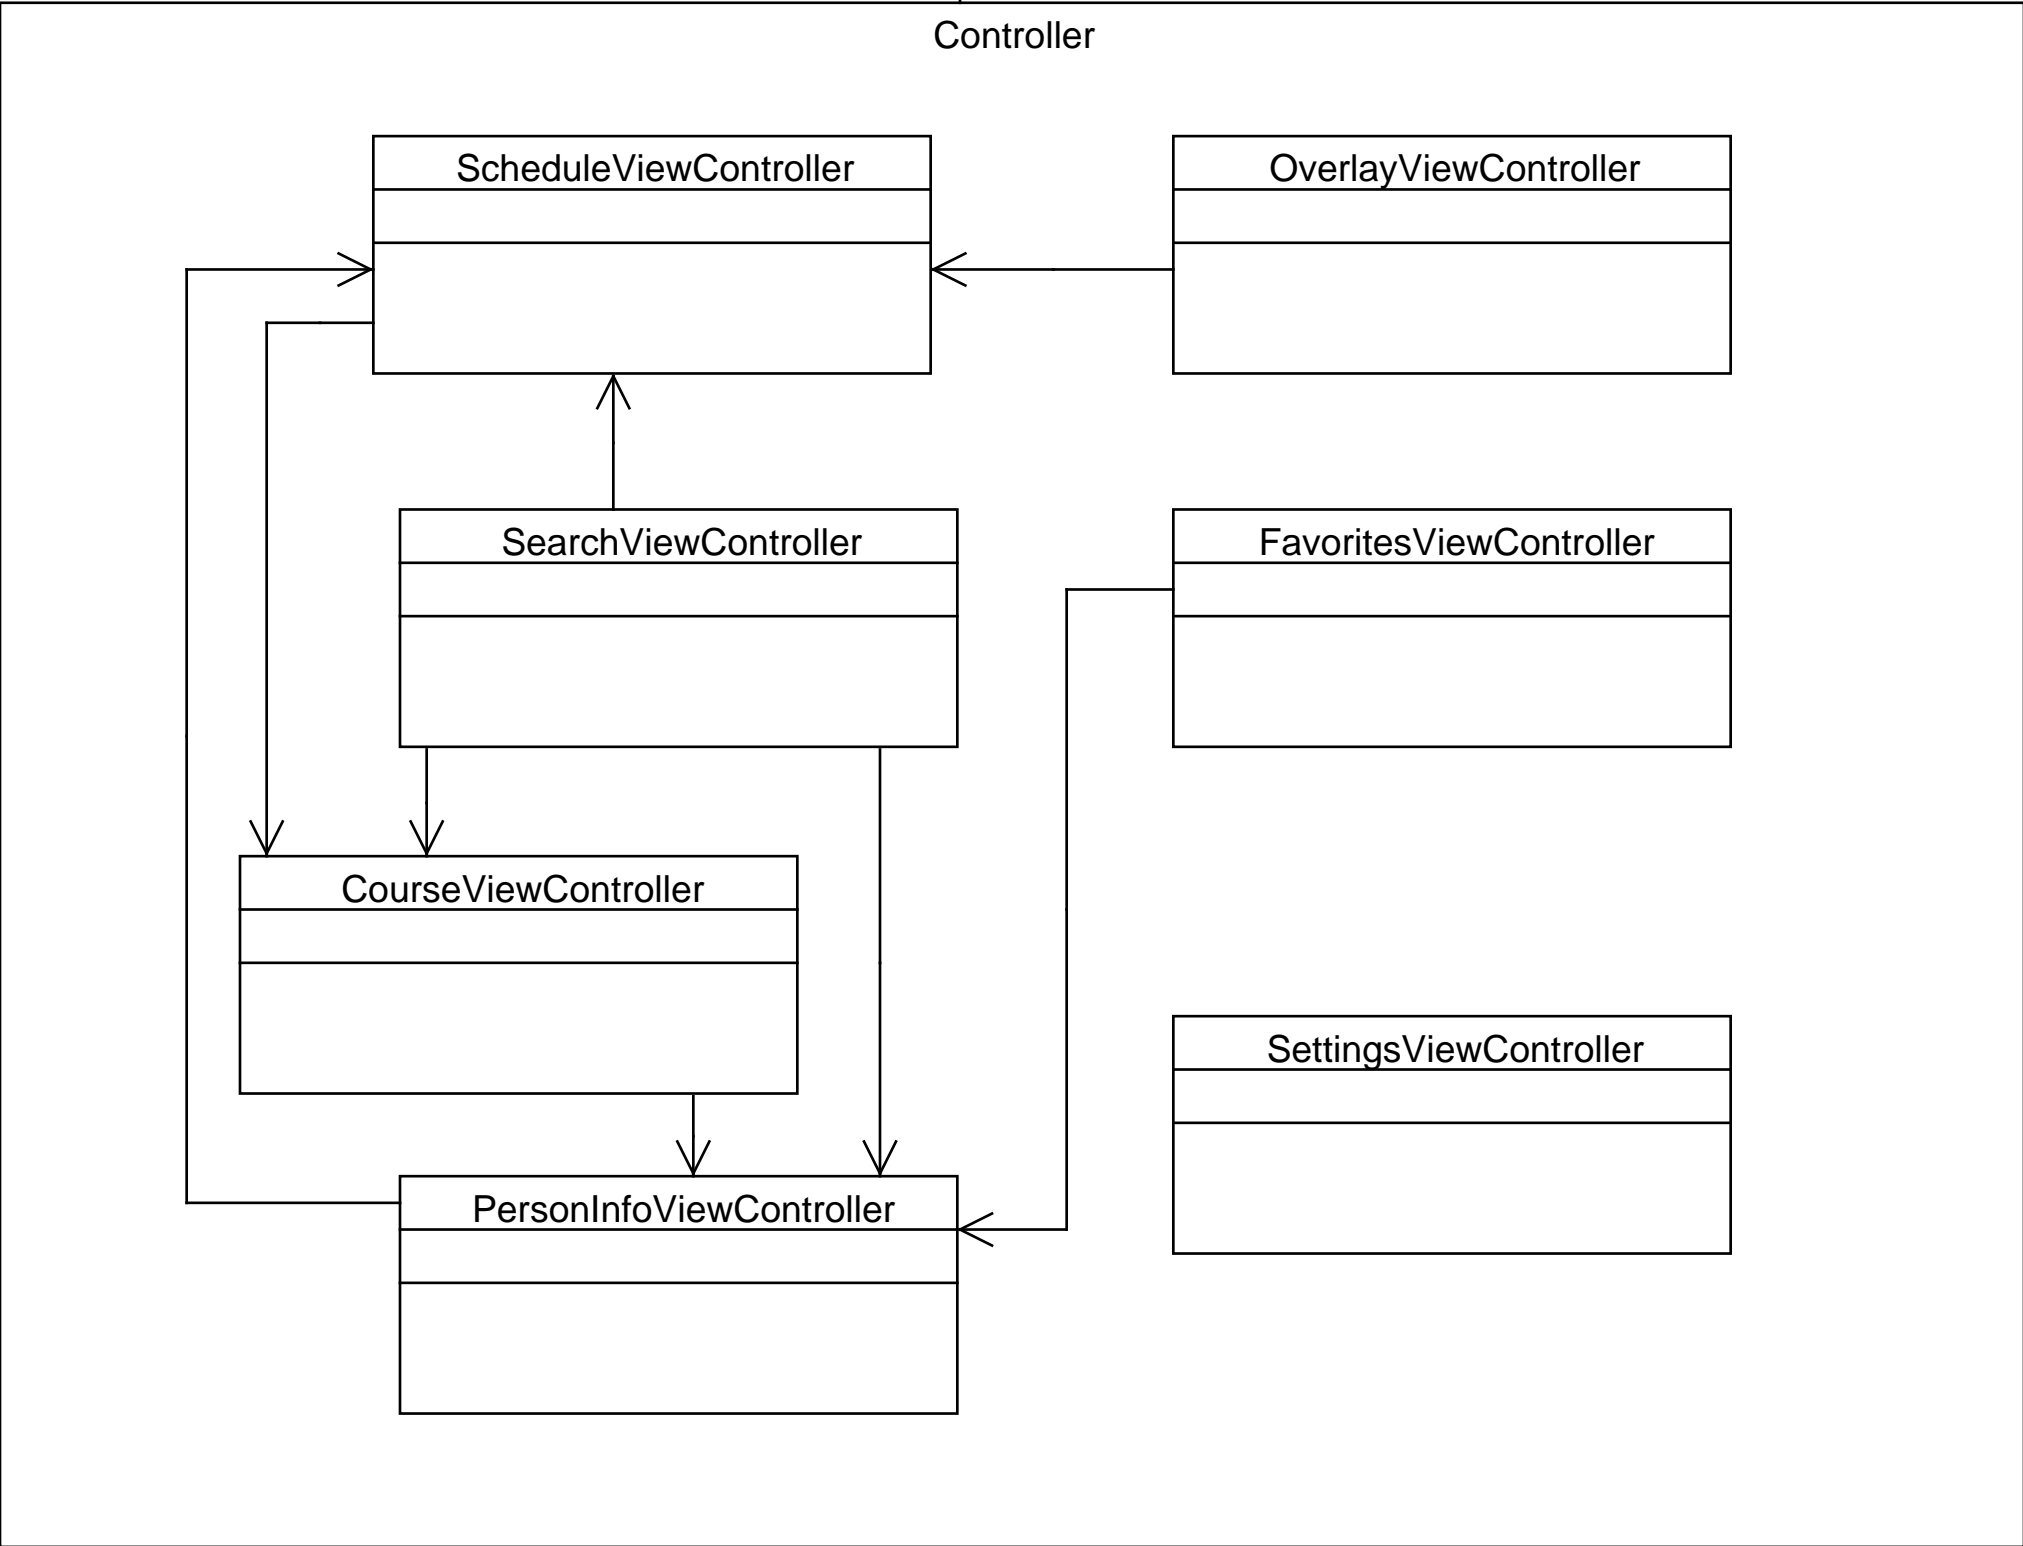 Controller
ScheduleViewController
OverlayViewController
SearchViewController
FavoritesViewController
CourseViewController
SettingsViewController
PersonInfoViewController